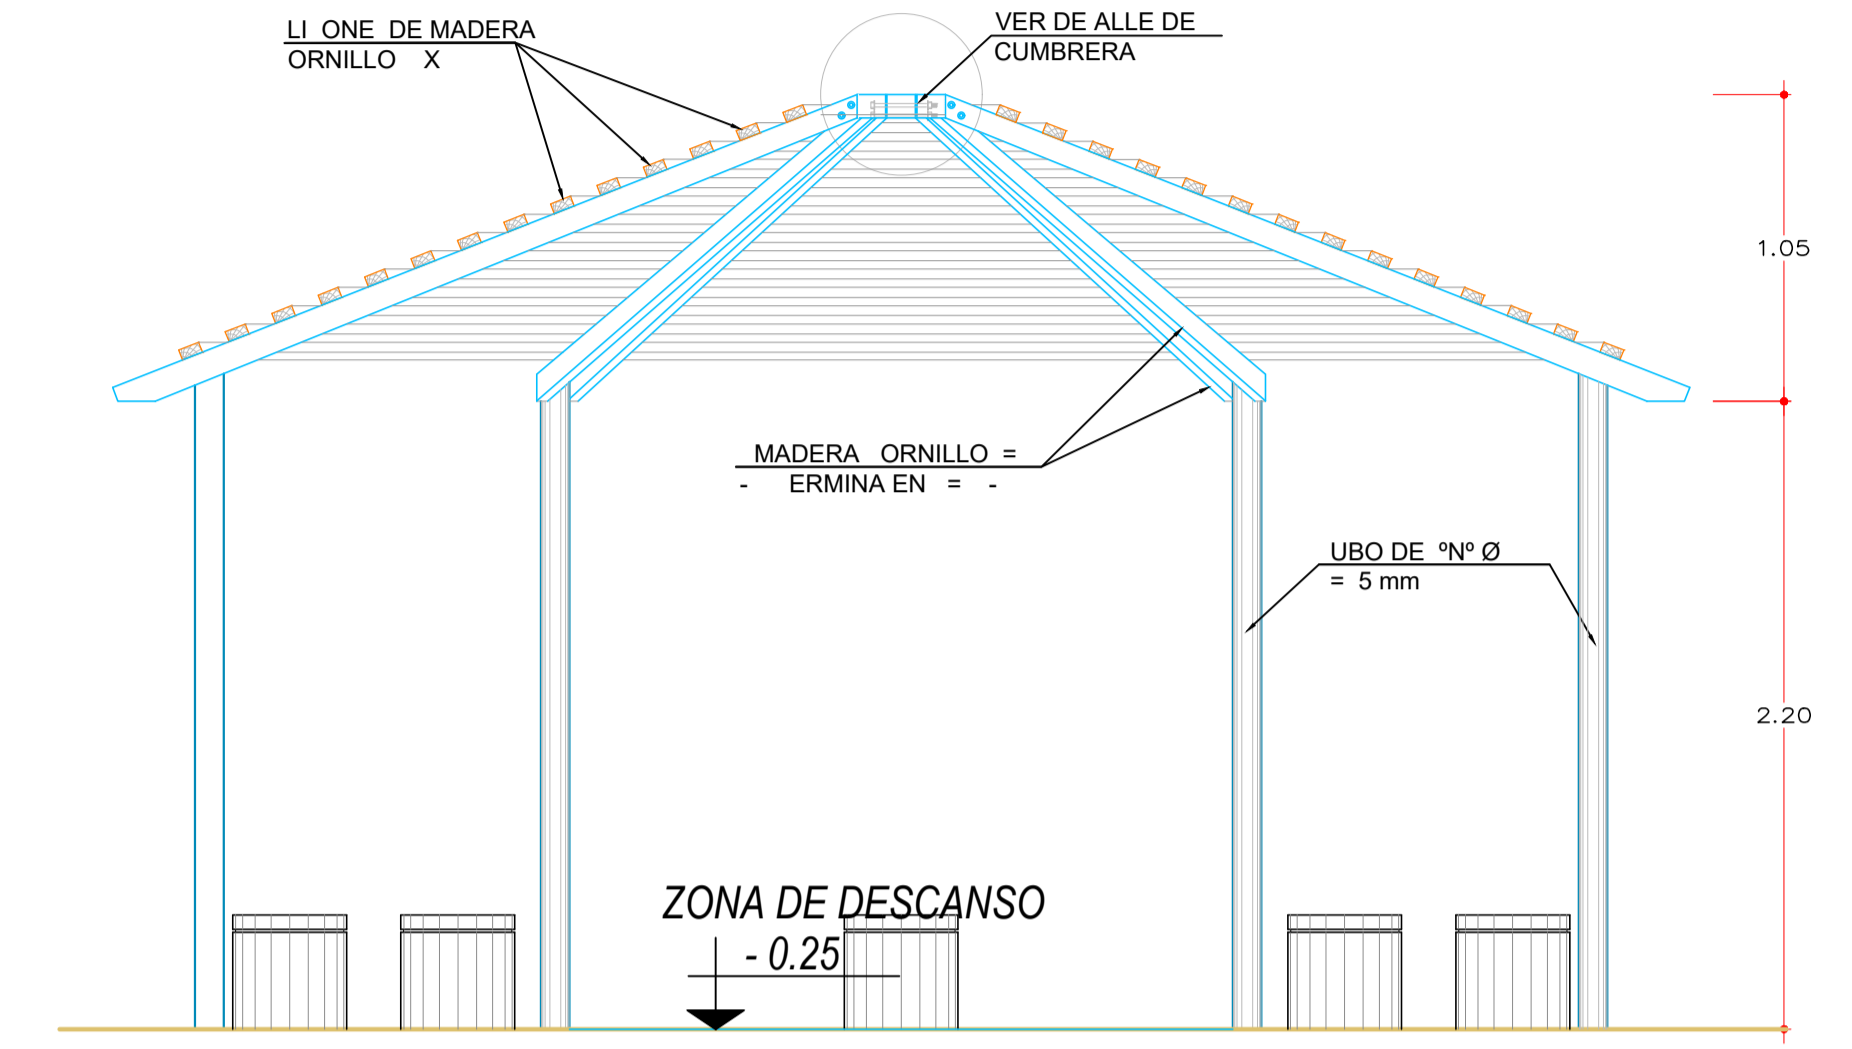 LI ONE DE MADERA
ORNILLO X
VER DE ALLE DE
CUMBRERA
1.05
MADERA ORNILLO =
- ERMINA EN = -
UBO DE ºNº Ø
= 5 mm
2.20
ZONA DE DESCANSO
- 0.25